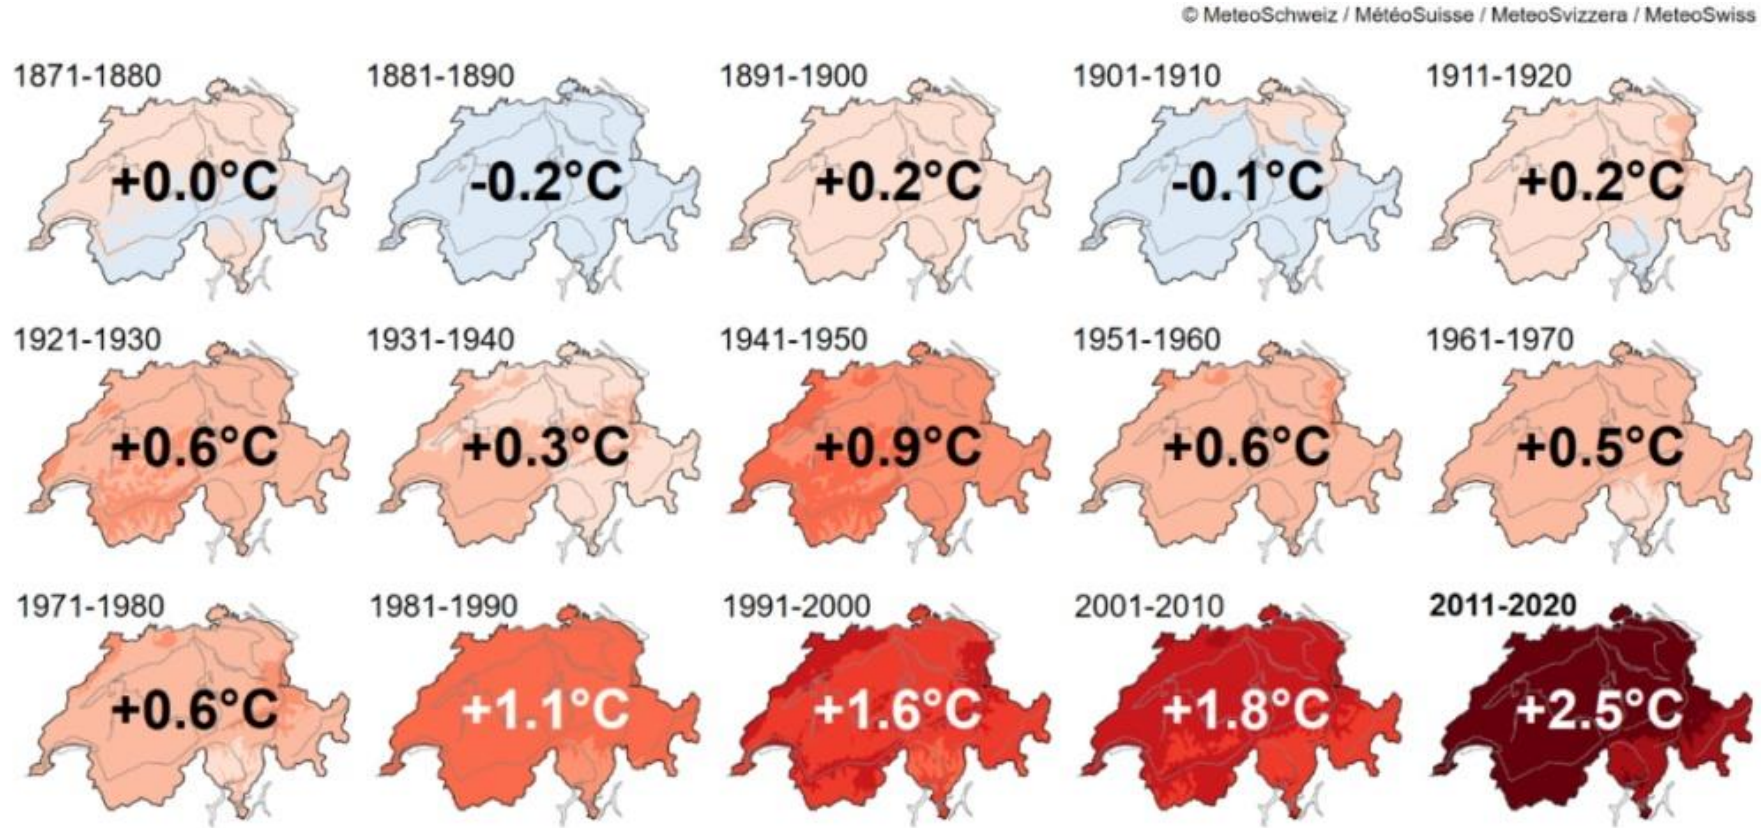 © MeteoSchweiz / MétéoSuisse / MeteoSvizzera / MeteoSwiss
1871-1880
+0.0°C
1881-1890
-0.2°C
1891-1900
+0.2°C
1901-1910
-0.1°C
1911-1920
+0.2°C
1921-1930
+0.6°C
1931-1940
+0.3°C
1941-1950
+0.9°C
1951-1960
+0.6°C
1961-1970
+0.5°C
1971-1980
+0.6°C
1981-1990
+1.1°C
1991-2000
+1.6°C
2001-2010
+1.8°C
2011-2020
+2.5°C